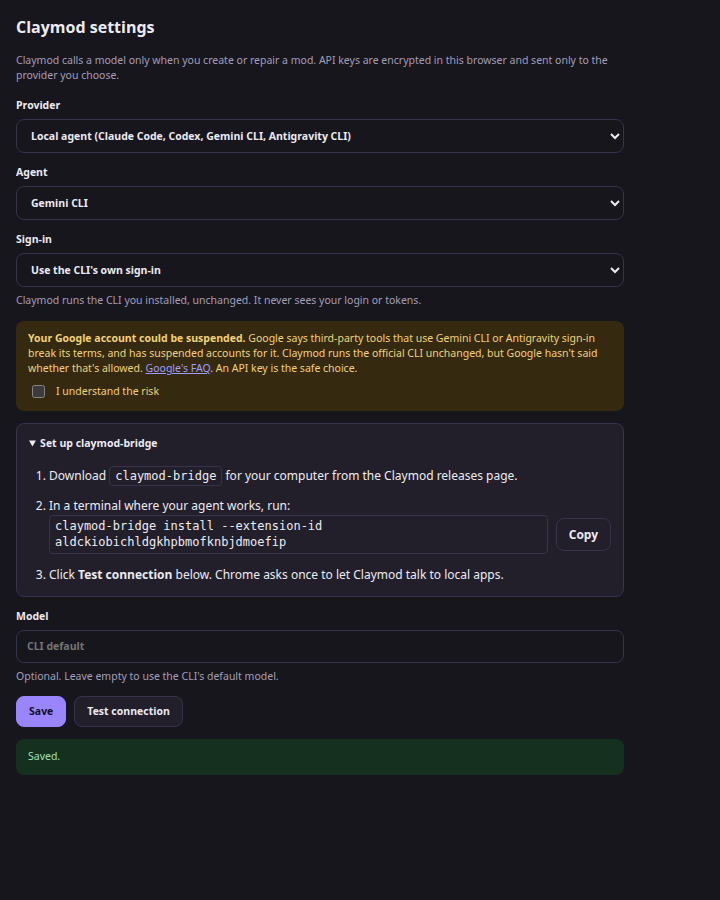 Claymod settings
Claymod calls a model only when you create or repair a mod. API keys are encrypted in this browser and sent only to the
provider you choose.
Provider
Local agent (Claude Code, Codex, Gemini CLI, Antigravity CLI)
Agent
Gemini CLI
Sign-in
Use the CLI's own sign-in
Claymod runs the CLI you installed, unchanged. It never sees your login or tokens.
Your Google account could be suspended. Google says third-party tools that use Gemini CLI or Antigravity sign-in
break its terms, and has suspended accounts for it. Claymod runs the official CLI unchanged, but Google hasn't said
whether that's allowed. Google's FAQ. An API key is the safe choice.
I understand the risk
▼ Set up claymod-bridge
1. Download claymod-bridge for your computer from the Claymod releases page.
2. In a terminal where your agent works, run:
claymod-bridge install --extension-id
aldckiobichldgkhpbmofknbjdmoefip
Copy
3. Click Test connection below. Chrome asks once to let Claymod talk to local apps.
Model
CLI default
Optional. Leave empty to use the CLI's default model.
Save
Test connection
Saved.